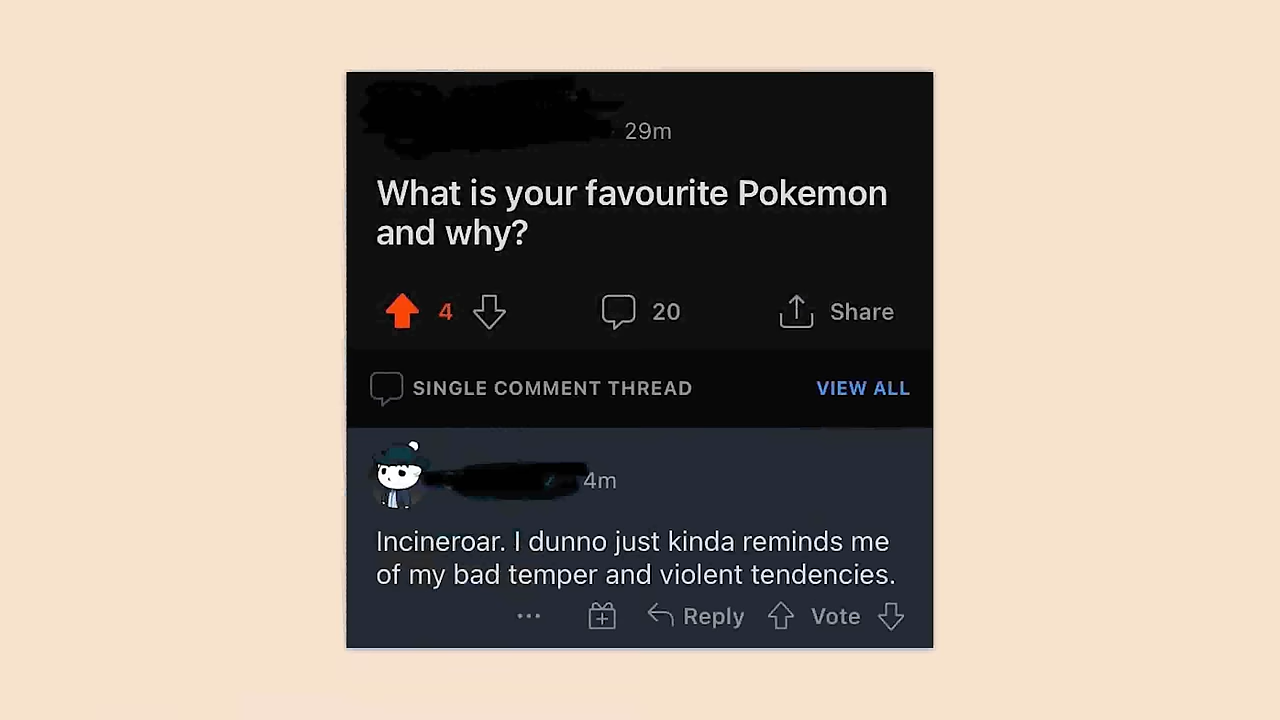 29m
What is your favourite Pokemon
and why?
4 20 Share
SINGLE COMMENT THREAD VIEW ALL
4m
Incineroar. I dunno just kinda reminds me
of my bad temper and violent tendencies.
... Reply Vote